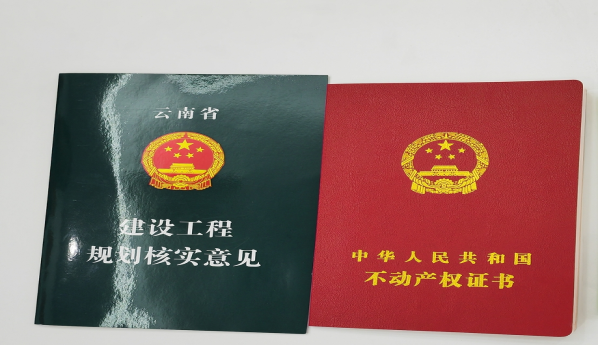 云南省
建设工程
规划核实意见
中华人民共和国
不动产权证书